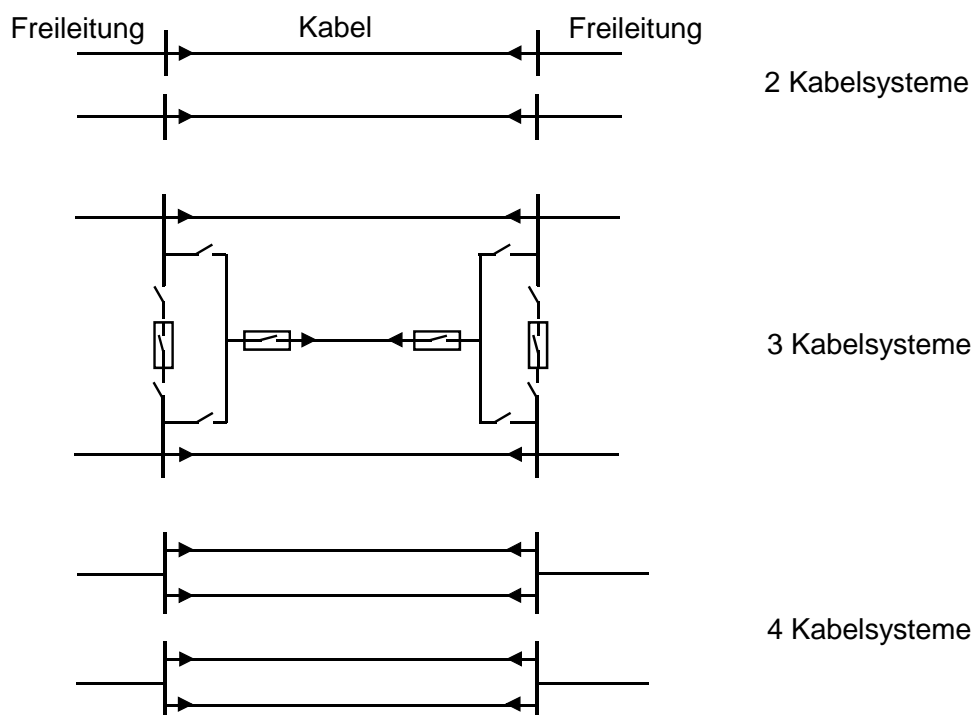 Freileitung
Kabel
Freileitung
2 Kabelsysteme
3 Kabelsysteme
4 Kabelsysteme